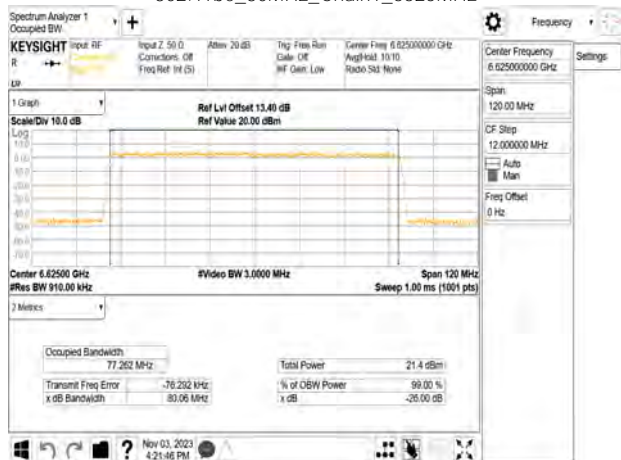 Spectrum Analyzer 1
Occupied BW
KEYSIGHT
R
Input: RF
Input Z: 50 Ω
Corrections: Off
Freq Ref: Int (S)
Atten: 20 dB
Trig: Free Run
Gate: Off
#IF Gain: Low
Center Freq: 6.625000000 GHz
Avg|Hold: 10/10
Radio Std: None
1 Graph
Scale/Div 10.0 dB
Ref Lvl Offset 13.40 dB
Ref Value 20.00 dBm
Log
Center 6.62500 GHz
#Res BW 910.00 kHz
#Video BW 3.0000 MHz
Span 120 MHz
Sweep 1.00 ms (1001 pts)
2 Metrics
Occupied Bandwidth
77.262 MHz
Total Power
21.4 dBm
Transmit Freq Error
-76.292 kHz
% of OBW Power
99.00 %
x dB Bandwidth
80.06 MHz
x dB
-26.00 dB
Nov 03, 2023
4:21:46 PM
Frequency
Center Frequency
6.625000000 GHz
Settings
Span
120.00 MHz
CF Step
12.000000 MHz
Auto
Man
Freq Offset
0 Hz